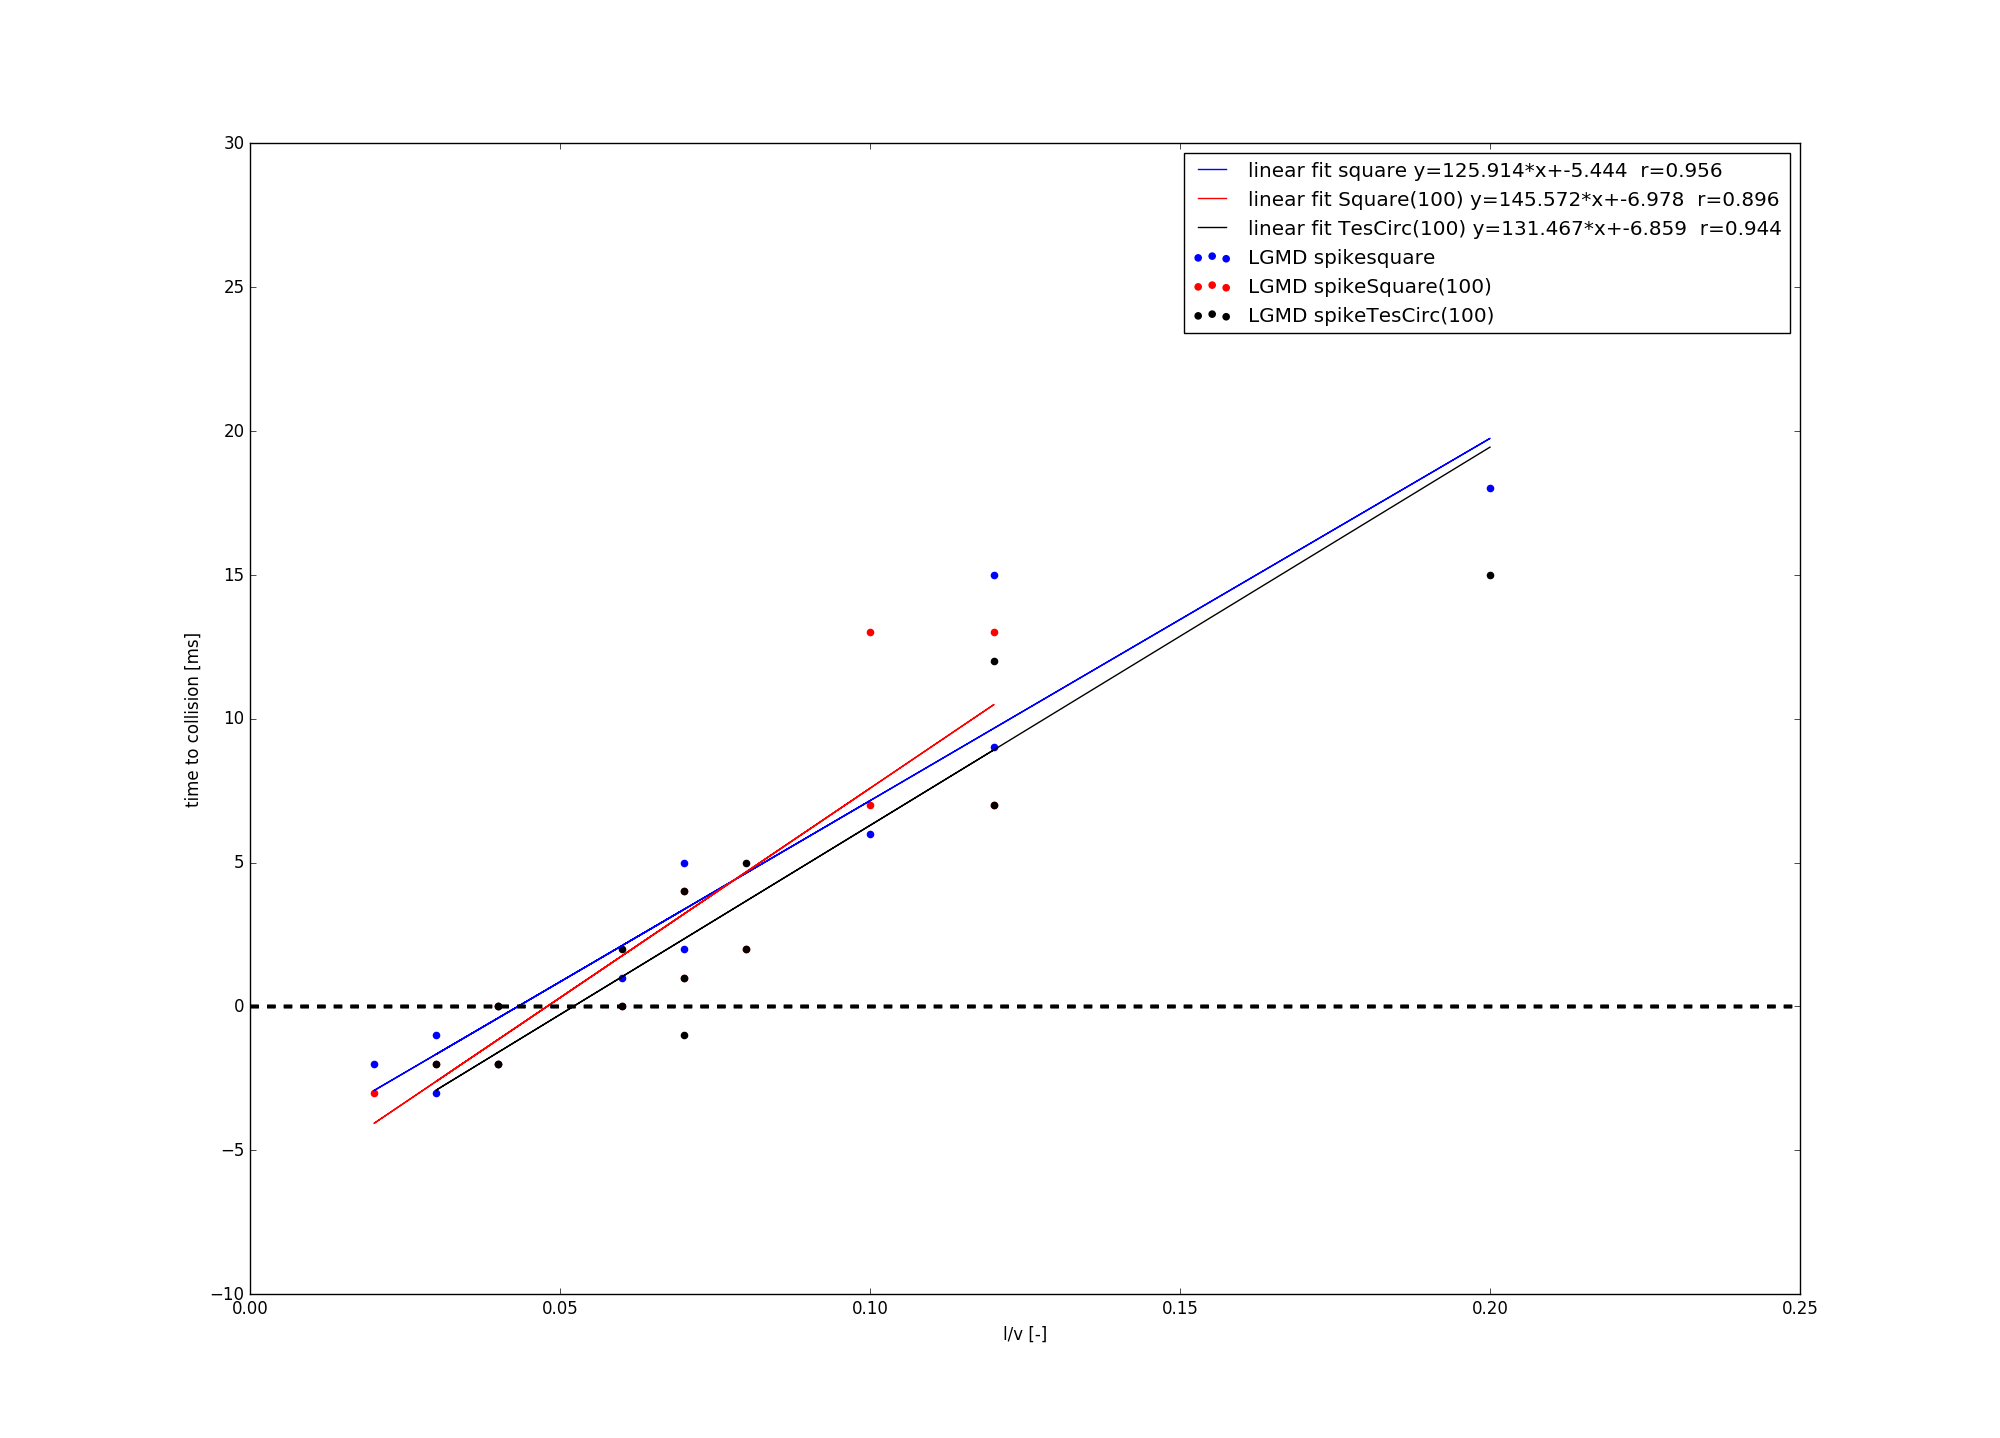 30
25
20
15
10
5
0
−5
−10
0.00 0.05 0.10 0.15 0.20 0.25
time to collision [ms]
l/v [-]
linear fit square y=125.914*x+-5.444  r=0.956
linear fit Square(100) y=145.572*x+-6.978  r=0.896
linear fit TesCirc(100) y=131.467*x+-6.859  r=0.944
LGMD spikesquare
LGMD spikeSquare(100)
LGMD spikeTesCirc(100)